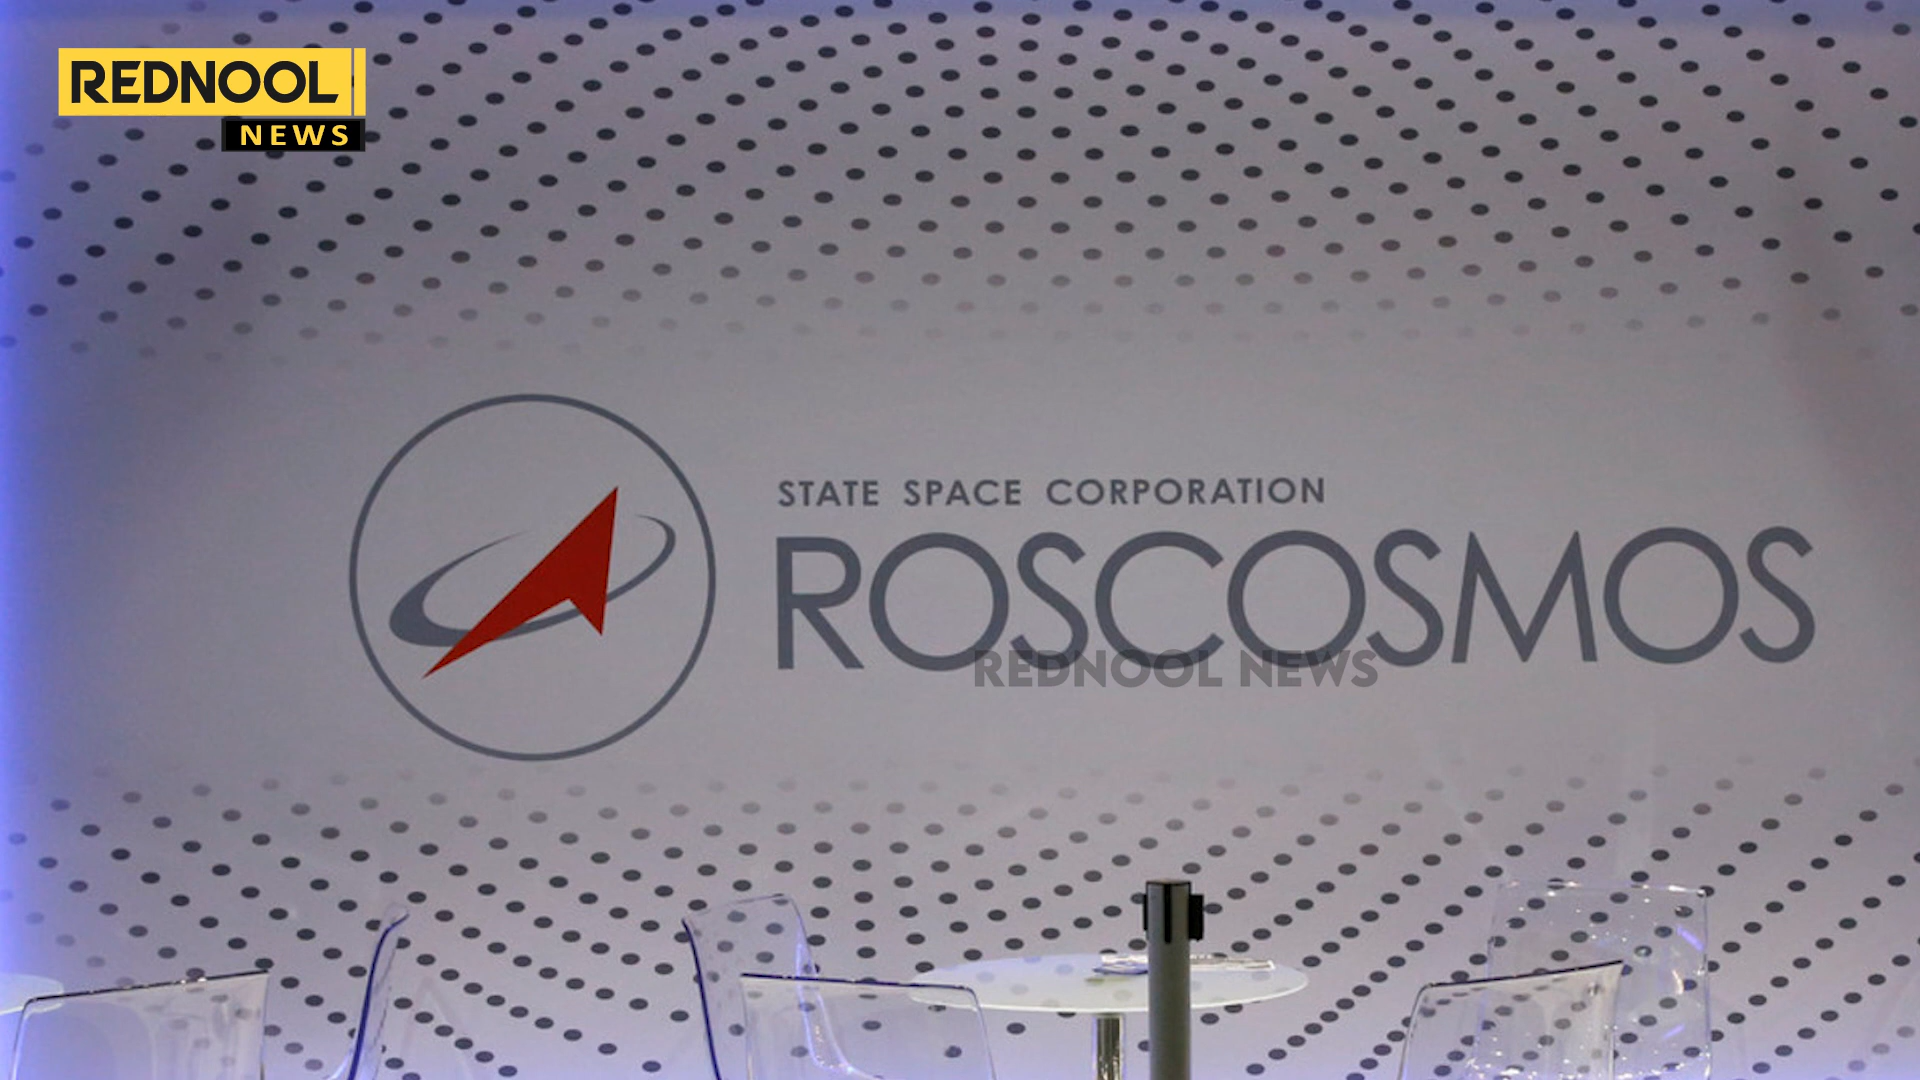 REDNOOL
NEWS
STATE SPACE CORPORATION
ROSCOSMOS
REDNOOL NEWS